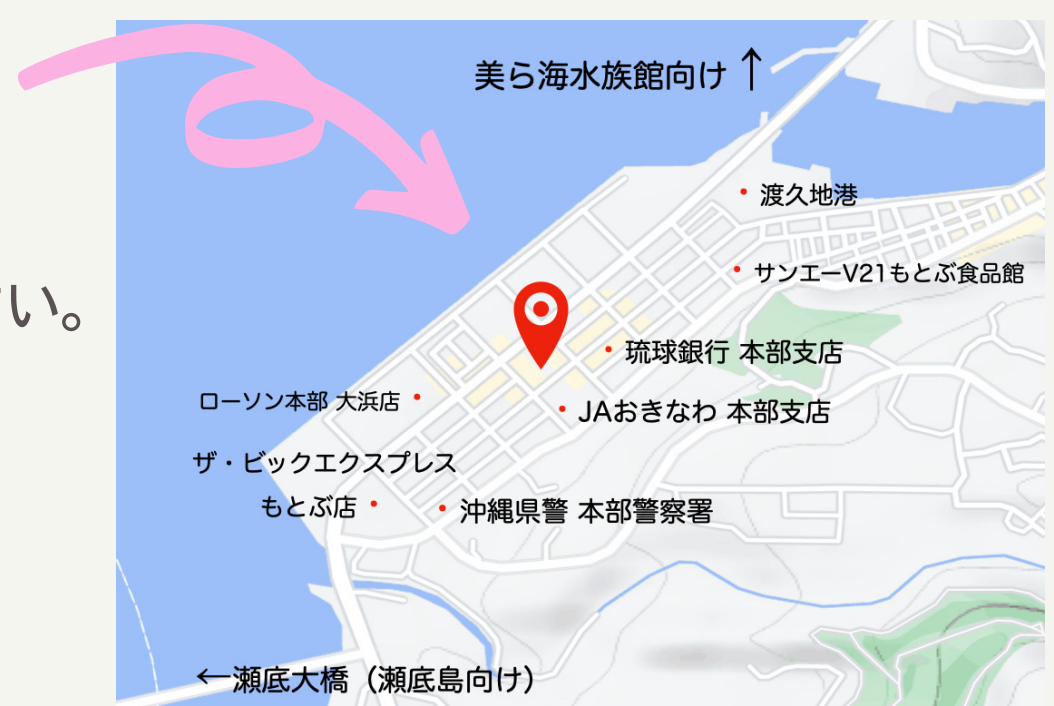 美ら海水族館向け ↑
渡久地港
サンエーV21もとぶ食品館
い。
琉球銀行 本部支店
ローソン本部 大浜店
JAおきなわ 本部支店
ザ・ビックエクスプレス
もとぶ店
沖縄県警 本部警察署
←瀬底大橋（瀬底島向け）